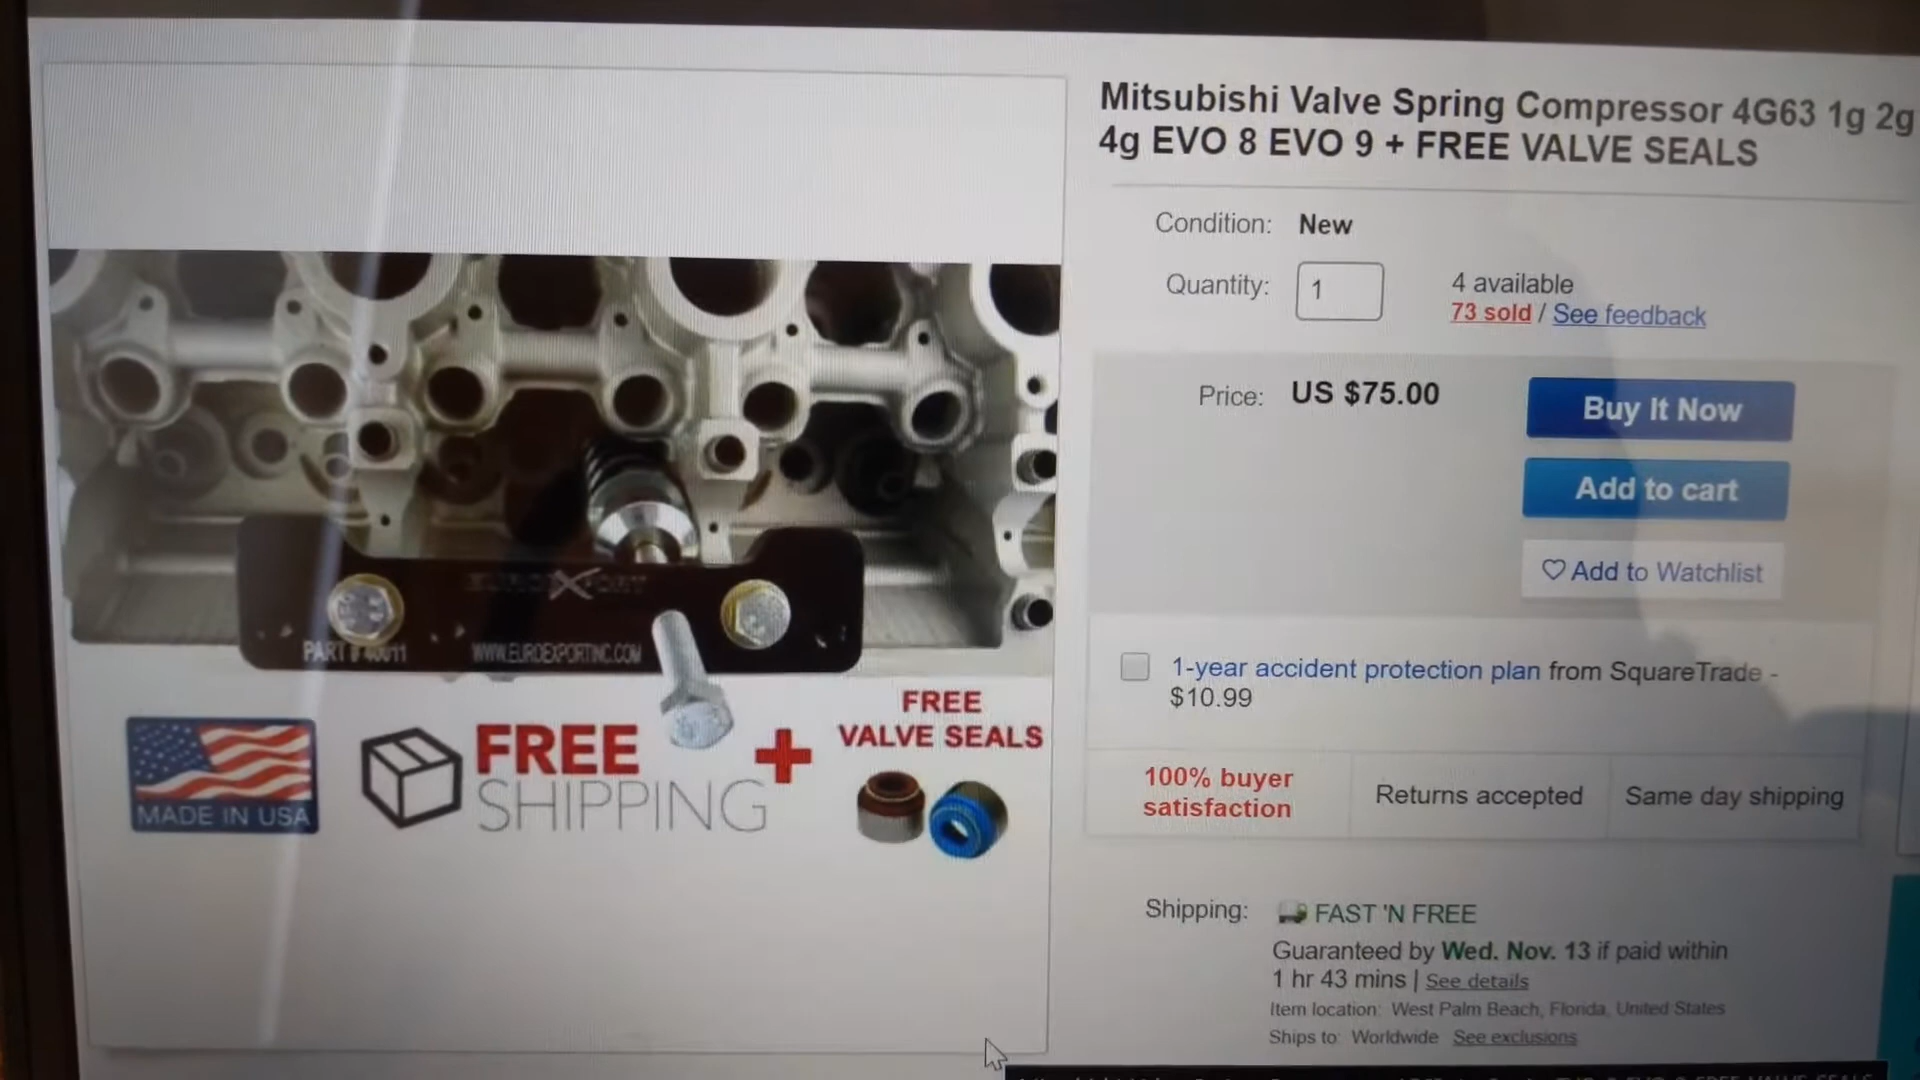 Mitsubishi Valve Spring Compressor 4G63 1g 2g
4g EVO 8 EVO 9 + FREE VALVE SEALS
Condition: New
Quantity: 1
4 available
73 sold / See feedback
Price: US $75.00
Buy It Now
Add to cart
Add to Watchlist
1-year accident protection plan from SquareTrade -
$10.99
100% buyer
satisfaction
Returns accepted
Same day shipping
Shipping: FAST 'N FREE
Guaranteed by Wed. Nov. 13 if paid within
1 hr 43 mins | See details
Item location: West Palm Beach, Florida, United States
Ships to: Worldwide See exclusions
EUROEXPORT
PART # 40011
WWW.EUROEXPORTINC.COM
MADE IN USA
FREE
SHIPPING
+
FREE
VALVE SEALS